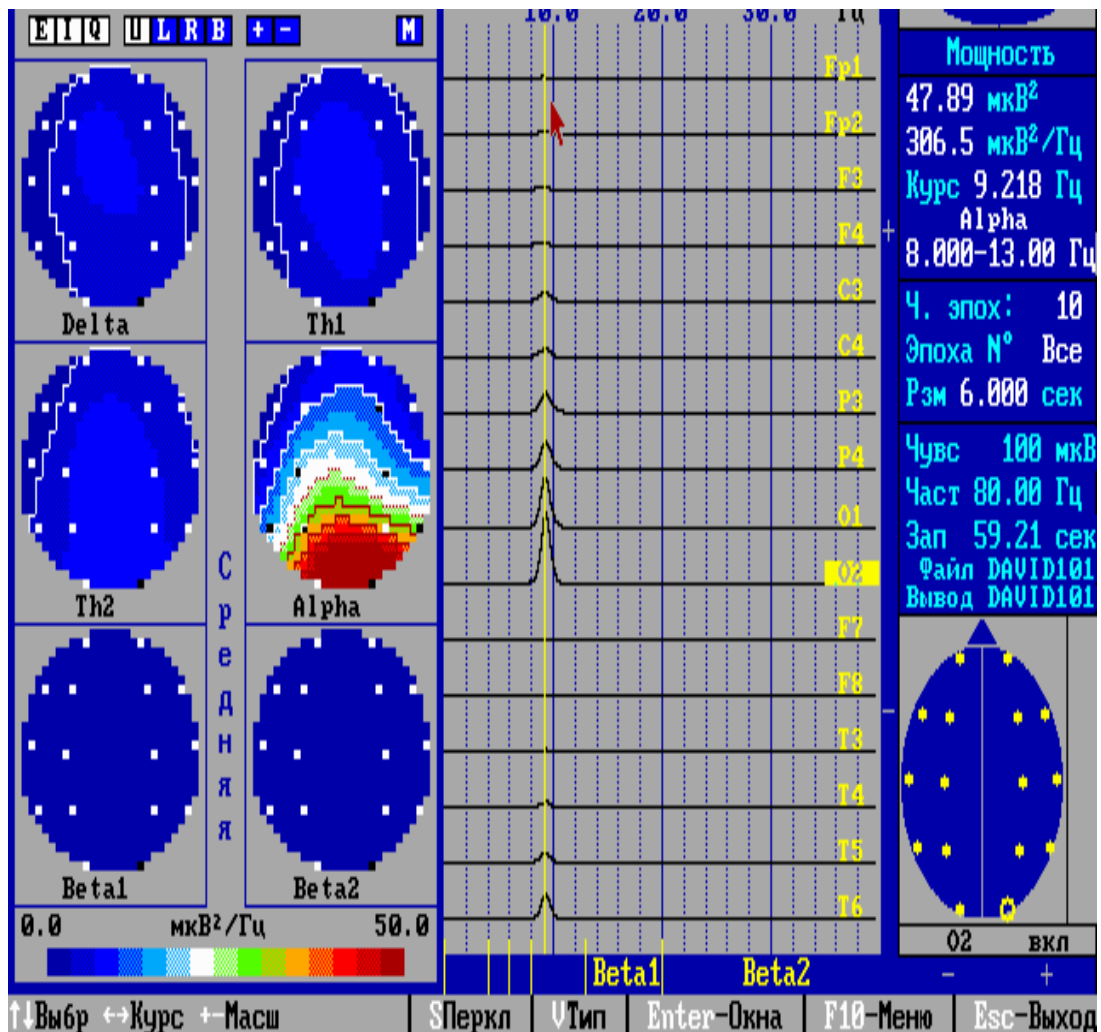 E I Q U L R B + - M
Delta
Th1
Th2
Alpha
Средняя
Beta1
Beta2
0.0 мкВ²/Гц 50.0
10.0 20.0 30.0 Гц
Fp1
Fp2
F3
F4
C3
C4
P3
P4
O1
O2
F7
F8
T3
T4
T5
T6
Beta1 Beta2
Мощность
47.89 мкВ²
306.5 мкВ²/Гц
Курс 9.218 Гц
Alpha
8.000-13.00 Гц
Ч. эпох: 10
Эпоха N° Все
Рзм 6.000 сек
Чувс 100 мкВ
Част 80.00 Гц
Зап 59.21 сек
Файл DAVID101
Вывод DAVID101
O2 вкл
- +
↑↓Выбр ↔Курс +-Масш SПеркл VТип Enter-Окна F10-Меню Esc-Выход